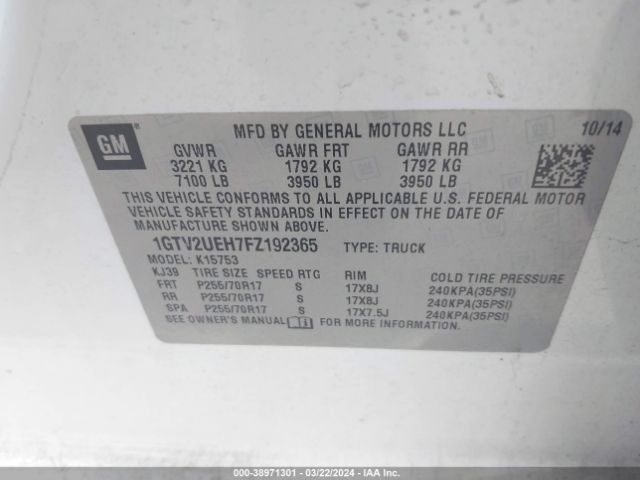 GM
MFD BY GENERAL MOTORS LLC 10/14
GVWR GAWR FRT GAWR RR
3221 KG 1792 KG 1792 KG
7100 LB 3950 LB 3950 LB
THIS VEHICLE CONFORMS TO ALL APPLICABLE U.S. FEDERAL MOTOR
VEHICLE SAFETY STANDARDS IN EFFECT ON THE DATE OF
MANUFACTURE SHOWN ABOVE.
1GTV2UEH7FZ192365 TYPE: TRUCK
MODEL: K15753
KJ39 TIRE SIZE SPEED RTG RIM COLD TIRE PRESSURE
FRT P255/70R17 S 17X8J 240KPA(35PSI)
RR P255/70R17 S 17X8J 240KPA(35PSI)
SPA P255/70R17 S 17X7.5J 240KPA(35PSI)
SEE OWNER'S MANUAL FOR MORE INFORMATION.
000-38971301 - 03/22/2024 - IAA Inc.